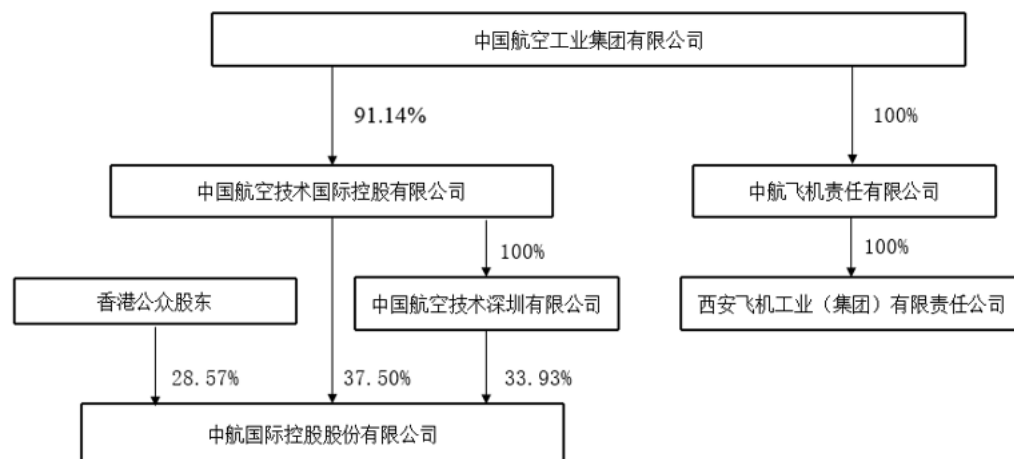 中国航空工业集团有限公司
91.14%
100%
中国航空技术国际控股有限公司
中航飞机责任有限公司
100%
100%
香港公众股东
中国航空技术深圳有限公司
西安飞机工业（集团）有限责任公司
28.57%
37.50%
33.93%
中航国际控股股份有限公司